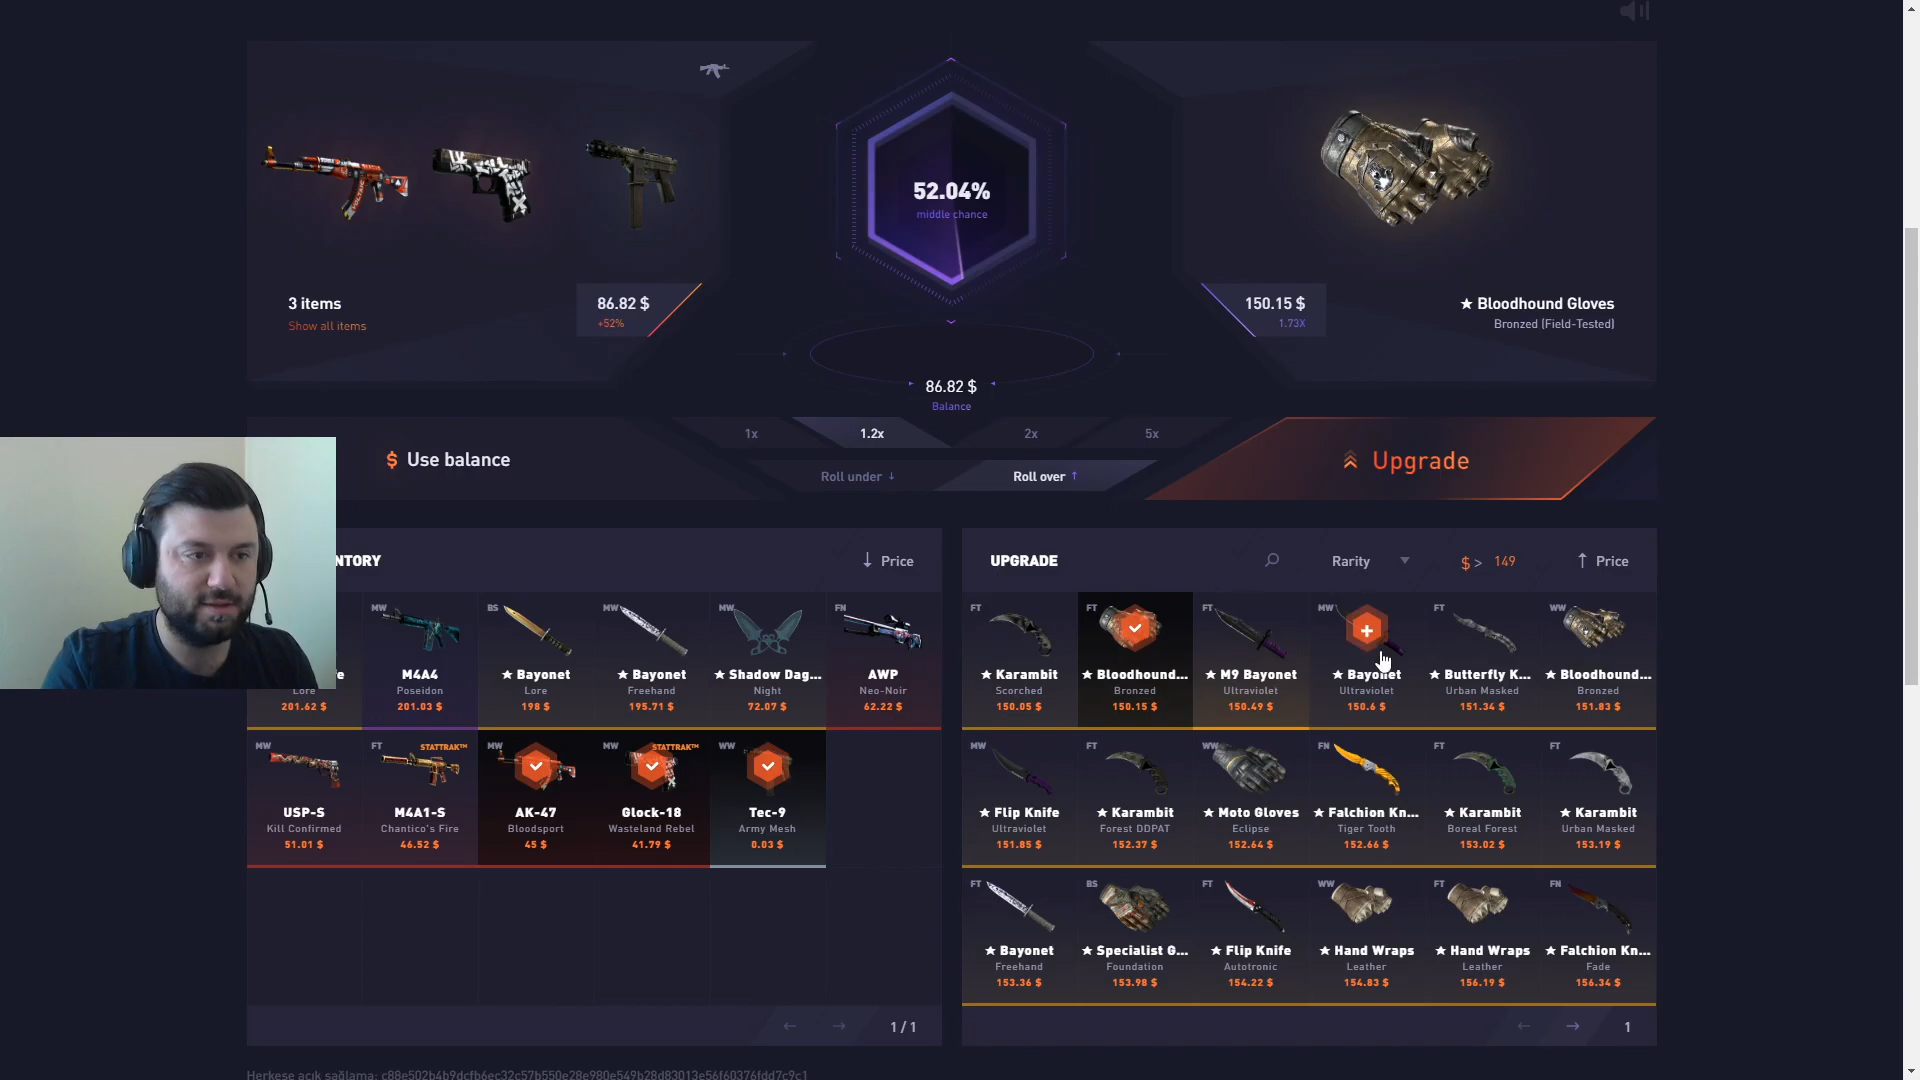 52.04%
middle chance
3 items
Show all items
86.82 $
+52%
150.15 $
1.73X
★ Bloodhound Gloves
Bronzed (Field-Tested)
86.82 $
Balance
1x
1.2x
2x
5x
$ Use balance
Roll under ↓
Roll over ↑
Upgrade
NTORY
↓ Price
UPGRADE
Rarity
$ > 149
↑ Price
MW
BS
MW
MW
FN
e
M4A4
★ Bayonet
★ Bayonet
★ Shadow Dag...
AWP
Lore
Poseidon
Lore
Freehand
Night
Neo-Noir
201.62 $
201.03 $
198 $
195.71 $
72.07 $
62.22 $
MW
FT
STATTRAK™
MW
MW
STATTRAK™
WW
USP-S
M4A1-S
AK-47
Glock-18
Tec-9
Kill Confirmed
Chantico's Fire
Bloodsport
Wasteland Rebel
Army Mesh
51.01 $
46.52 $
45 $
41.79 $
0.03 $
1 / 1
FT
FT
FT
MW
FT
WW
★ Karambit
★ Bloodhound...
★ M9 Bayonet
★ Bayonet
★ Butterfly K...
★ Bloodhound...
Scorched
Bronzed
Ultraviolet
Ultraviolet
Urban Masked
Bronzed
150.05 $
150.15 $
150.49 $
150.6 $
151.34 $
151.83 $
MW
FT
WW
FN
FT
FT
★ Flip Knife
★ Karambit
★ Moto Gloves
★ Falchion Kn...
★ Karambit
★ Karambit
Ultraviolet
Forest DDPAT
Eclipse
Tiger Tooth
Boreal Forest
Urban Masked
151.85 $
152.37 $
152.64 $
152.66 $
153.02 $
153.19 $
FT
BS
FT
WW
FT
FN
★ Bayonet
★ Specialist G...
★ Flip Knife
★ Hand Wraps
★ Hand Wraps
★ Falchion Kn...
Freehand
Foundation
Autotronic
Leather
Leather
Fade
153.36 $
153.98 $
154.22 $
154.83 $
156.19 $
156.34 $
1
Herkese açık sağlama: